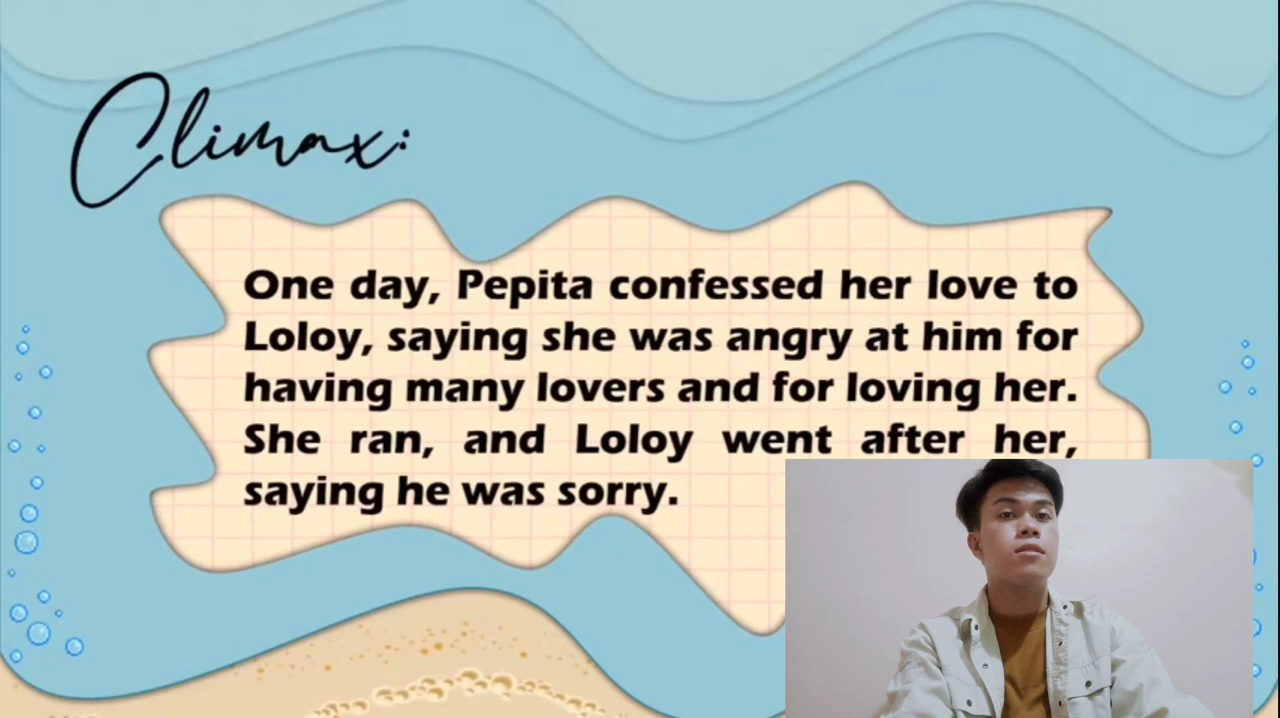 Climax:
One day, Pepita confessed her love to
Loloy, saying she was angry at him for
having many lovers and for loving her.
She ran, and Loloy went after her,
saying he was sorry.